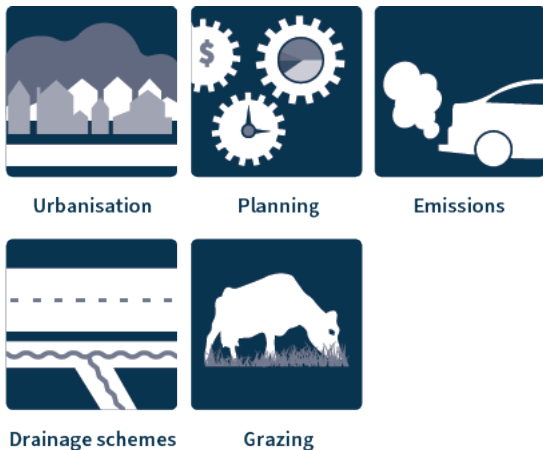 $
Urbanisation
Planning
Emissions
Drainage schemes
Grazing